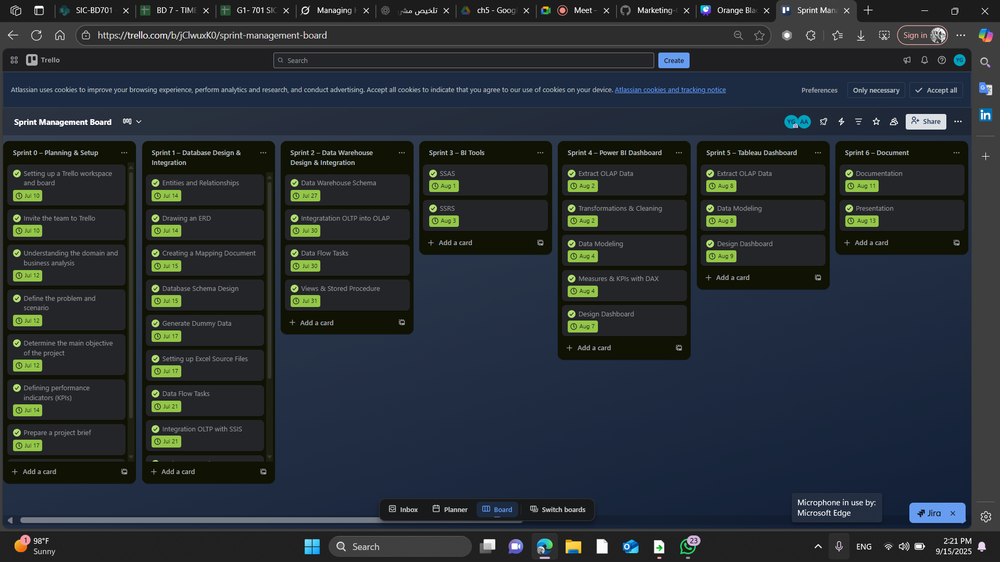 SIC-BD701 -
BD 7 - TIME
G1- 701 SIC
Managing
تلخيص مشر
ch5 - Goog
Meet -
Marketing-
Orange Bla
Sprint Man
https://trello.com/b/jClwuxK0/sprint-management-board
Sign in
Trello
Search
Create
YG
Atlassian uses cookies to improve your browsing experience, perform analytics and research, and conduct advertising. Accept all cookies to indicate that you agree to our use of cookies on your device. Atlassian cookies and tracking notice
Preferences
Only necessary
Accept all
Sprint Management Board
YG
AA
Share
Sprint 0 – Planning & Setup
Setting up a Trello workspace
and board
Jul 10
Invite the team to Trello
Jul 10
Understanding the domain and
business analysis
Jul 12
Define the problem and
scenario
Jul 12
Determine the main objective
of the project
Jul 12
Defining performance
indicators (KPIs)
Jul 14
Prepare a project brief
Jul 17
Add a card
Sprint 1 – Database Design &
Integration
Entities and Relationships
Jul 14
Drawing an ERD
Jul 14
Creating a Mapping Document
Jul 15
Database Schema Design
Jul 15
Generate Dummy Data
Jul 17
Setting up Excel Source Files
Jul 17
Data Flow Tasks
Jul 21
Integration OLTP with SSIS
Jul 21
Add a card
Sprint 2 – Data Warehouse
Design & Integration
Data Warehouse Schema
Jul 27
Integratation OLTP into OLAP
Jul 30
Data Flow Tasks
Jul 30
Views & Stored Procedure
Jul 31
Add a card
Sprint 3 – BI Tools
SSAS
Aug 1
SSRS
Aug 3
Add a card
Sprint 4 – Power BI Dashboard
Extract OLAP Data
Aug 2
Transformations & Cleaning
Aug 2
Data Modeling
Aug 4
Measures & KPIs with DAX
Aug 4
Design Dashboard
Aug 7
Add a card
Sprint 5 – Tableau Dashboard
Extract OLAP Data
Aug 8
Data Modeling
Aug 8
Design Dashboard
Aug 9
Add a card
Sprint 6 – Document
Documentation
Aug 11
Presentation
Aug 13
Add a card
Inbox
Planner
Board
Switch boards
Microphone in use by:
Microsoft Edge
Jira
1
98°F
Sunny
Search
23
ENG
2:21 PM
9/15/2025